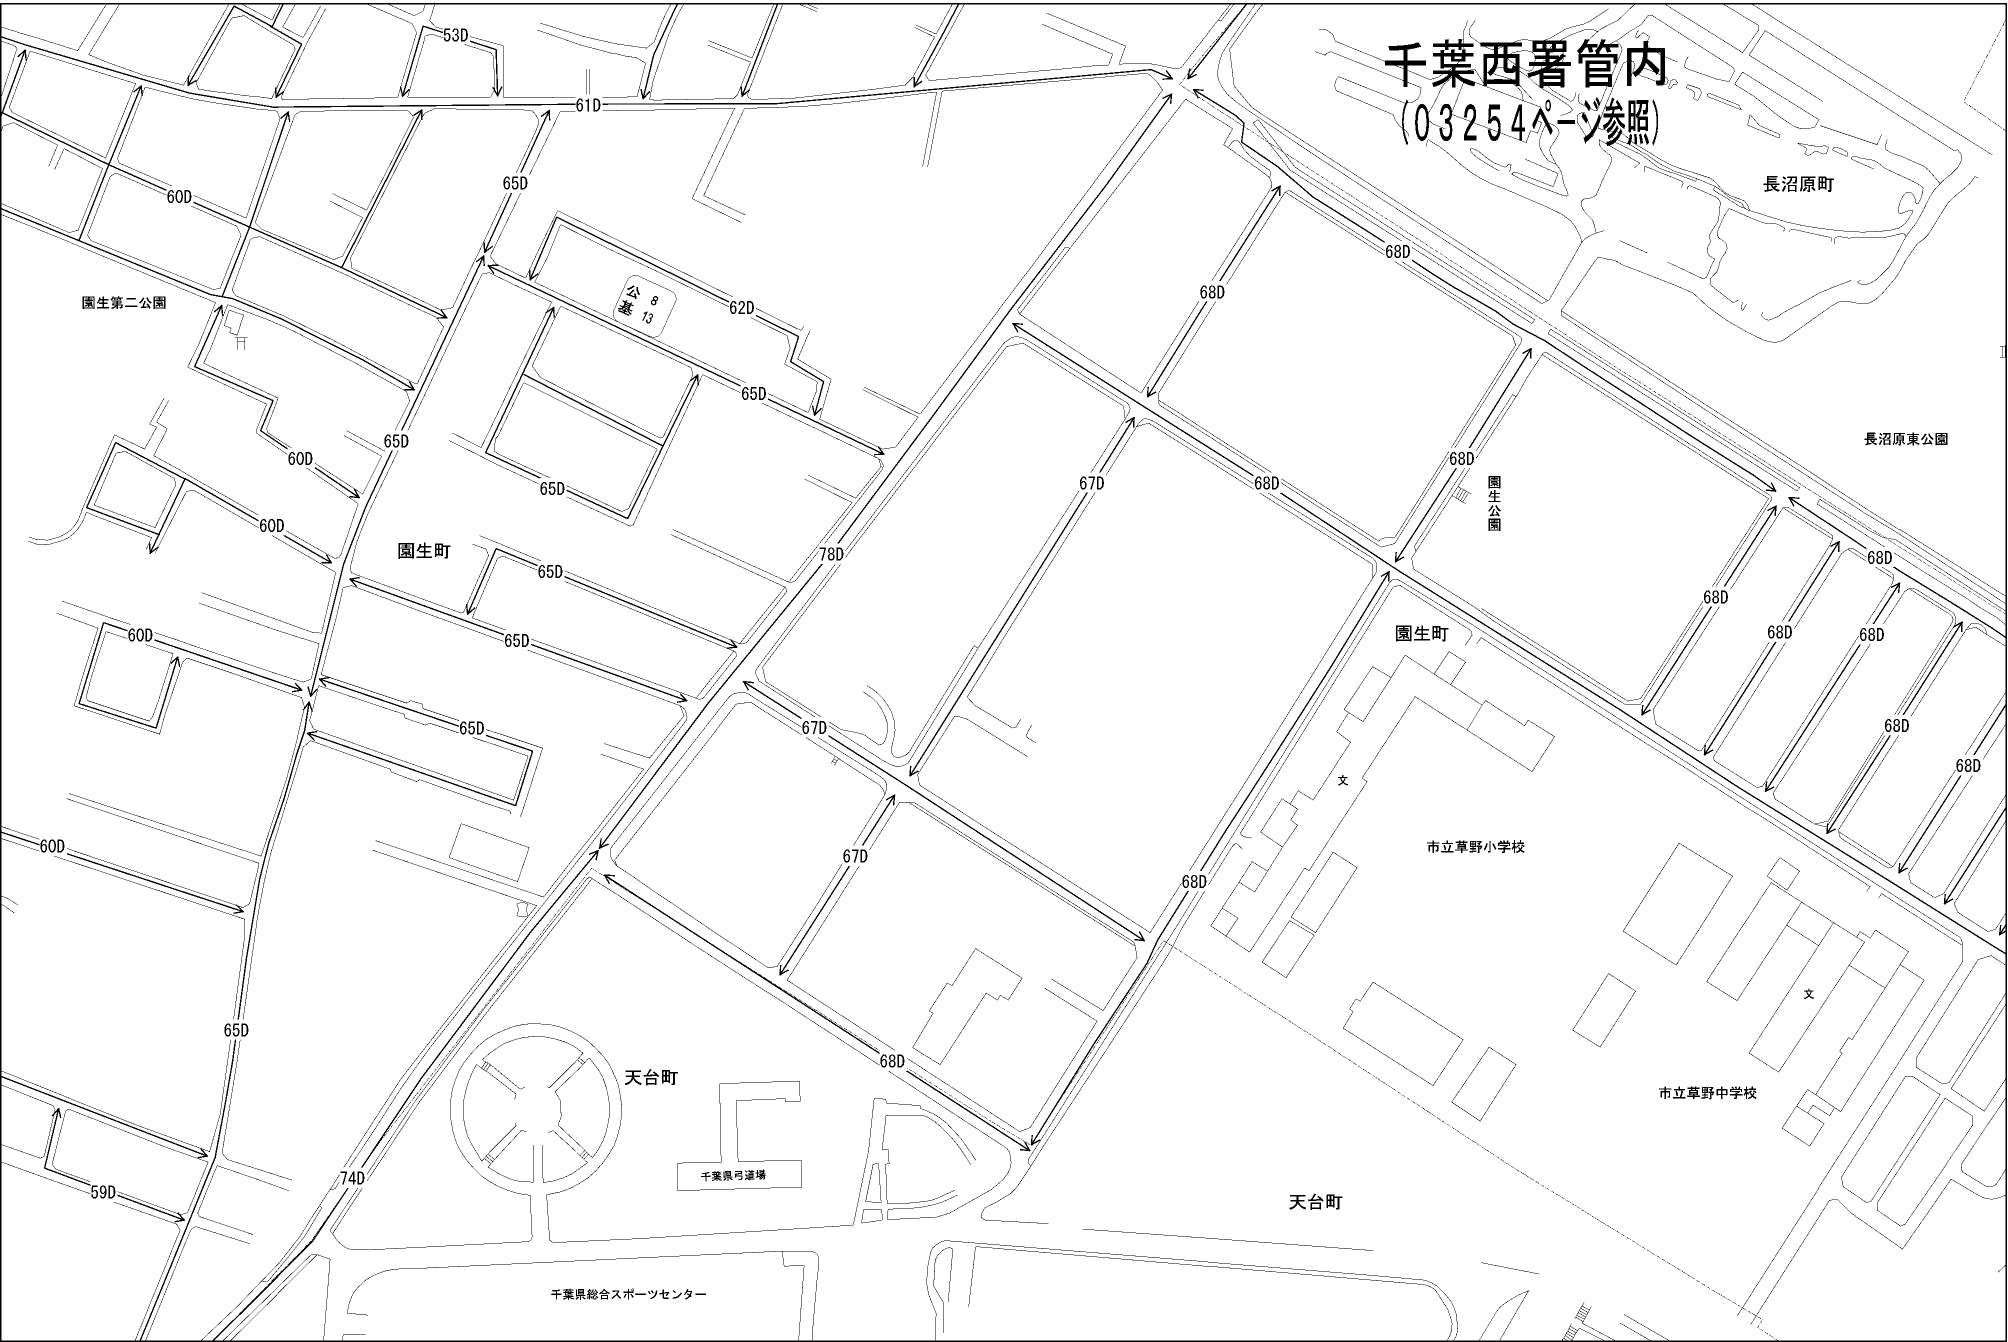 千葉西署管内
（０３２５４ページ参照）
53D
61D
長沼原町
65D
60D
68D
68D
園生第二公園
公 8
基 13
62D
65D
長沼原東公園
65D
60D
68D
68D
67D
園生公園
65D
60D
園生町
78D
65D
68D
68D
60D
65D
園生町
68D
68D
65D
67D
68D
68D
文
60D
67D
市立草野小学校
68D
文
65D
68D
天台町
市立草野中学校
74D
千葉県弓道場
59D
天台町
千葉県総合スポーツセンター